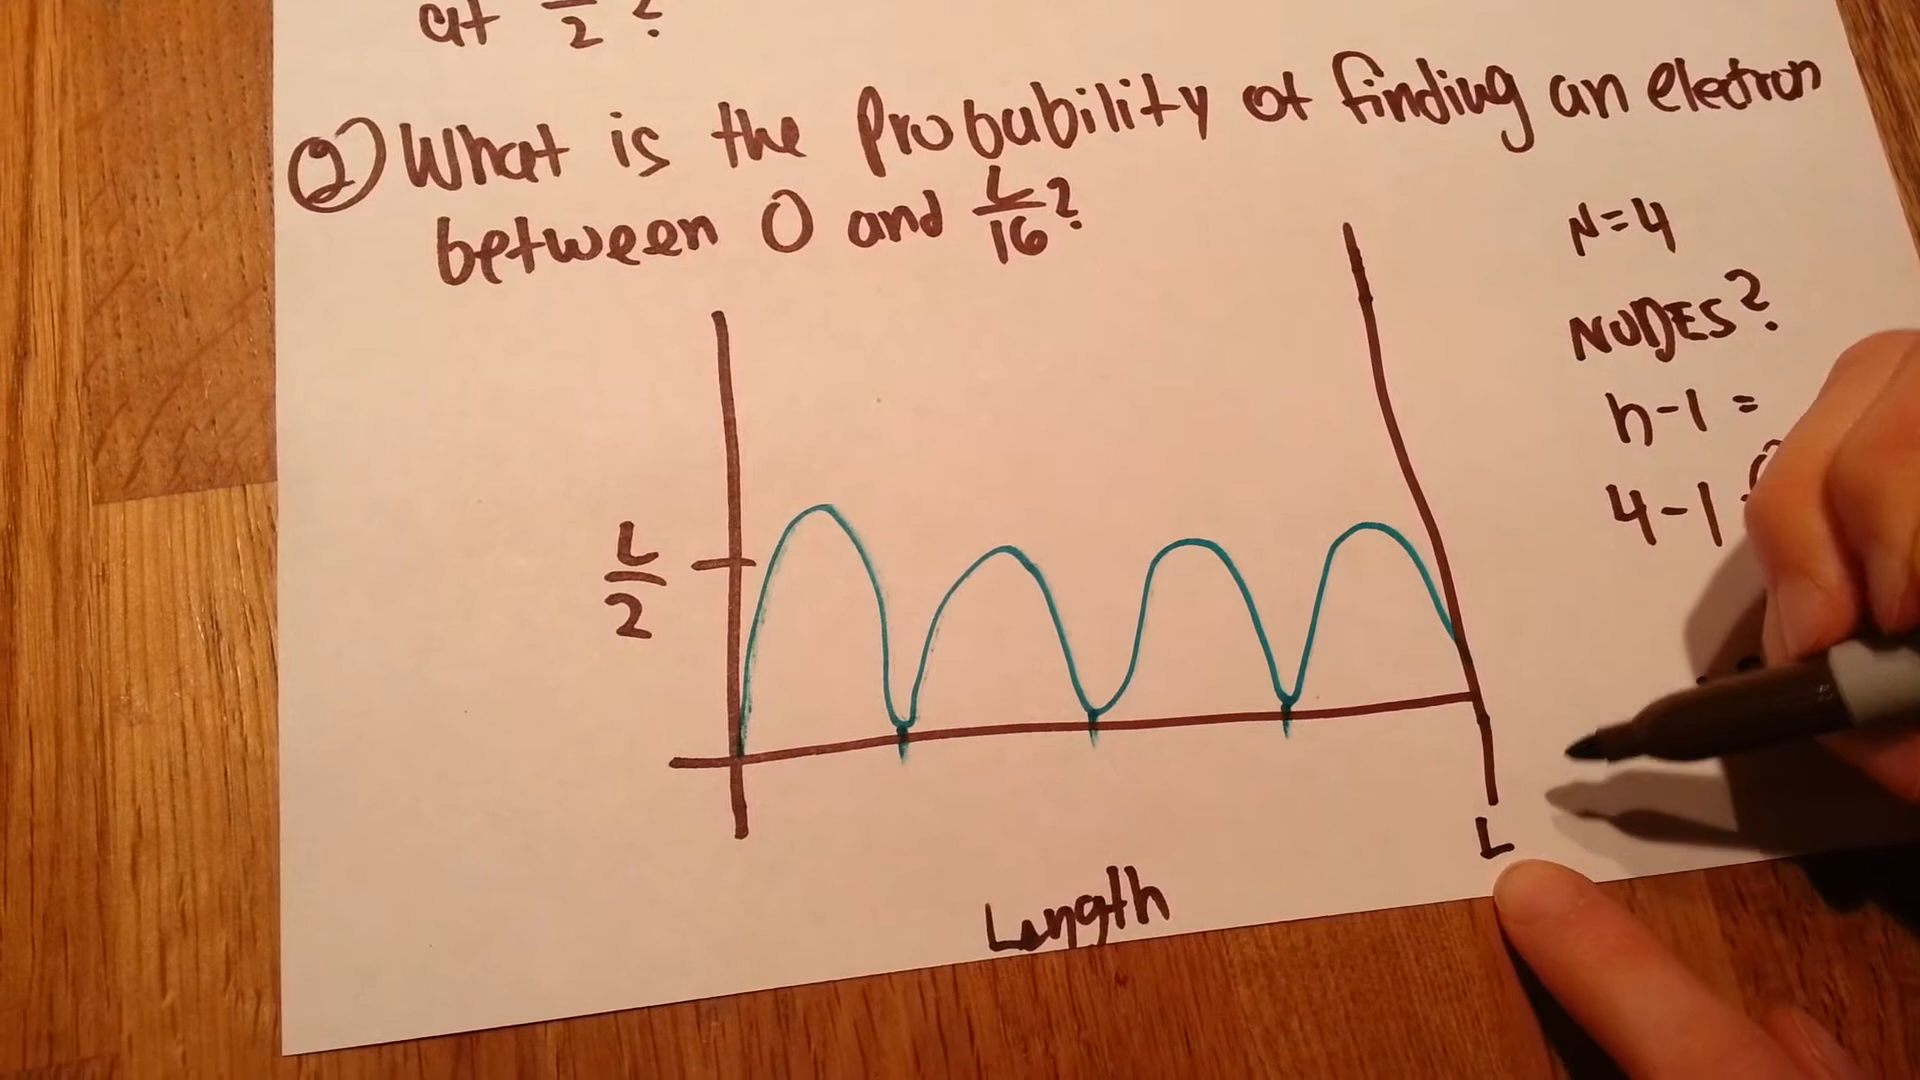 at 2?
Q) What is the Probability of finding an electron
between 0 and L/16?
N=4
NODES?
n-1 =
4-1
L/2
L
Length